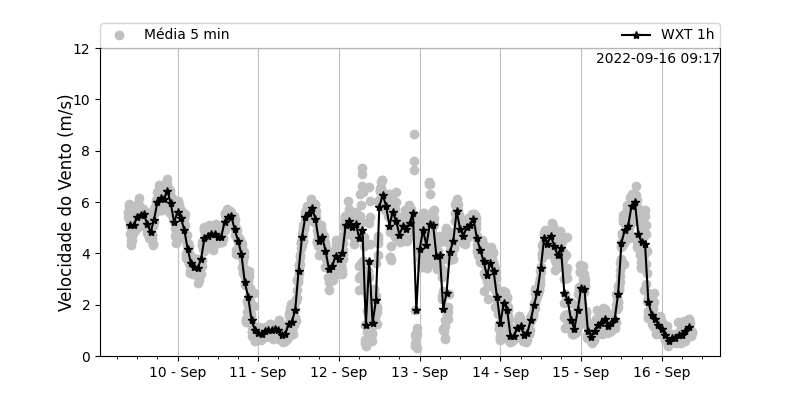 Média 5 min
WXT 1h
2022-09-16 09:17
Velocidade do Vento (m/s)
12
10
8
6
4
2
0
10 - Sep
11 - Sep
12 - Sep
13 - Sep
14 - Sep
15 - Sep
16 - Sep